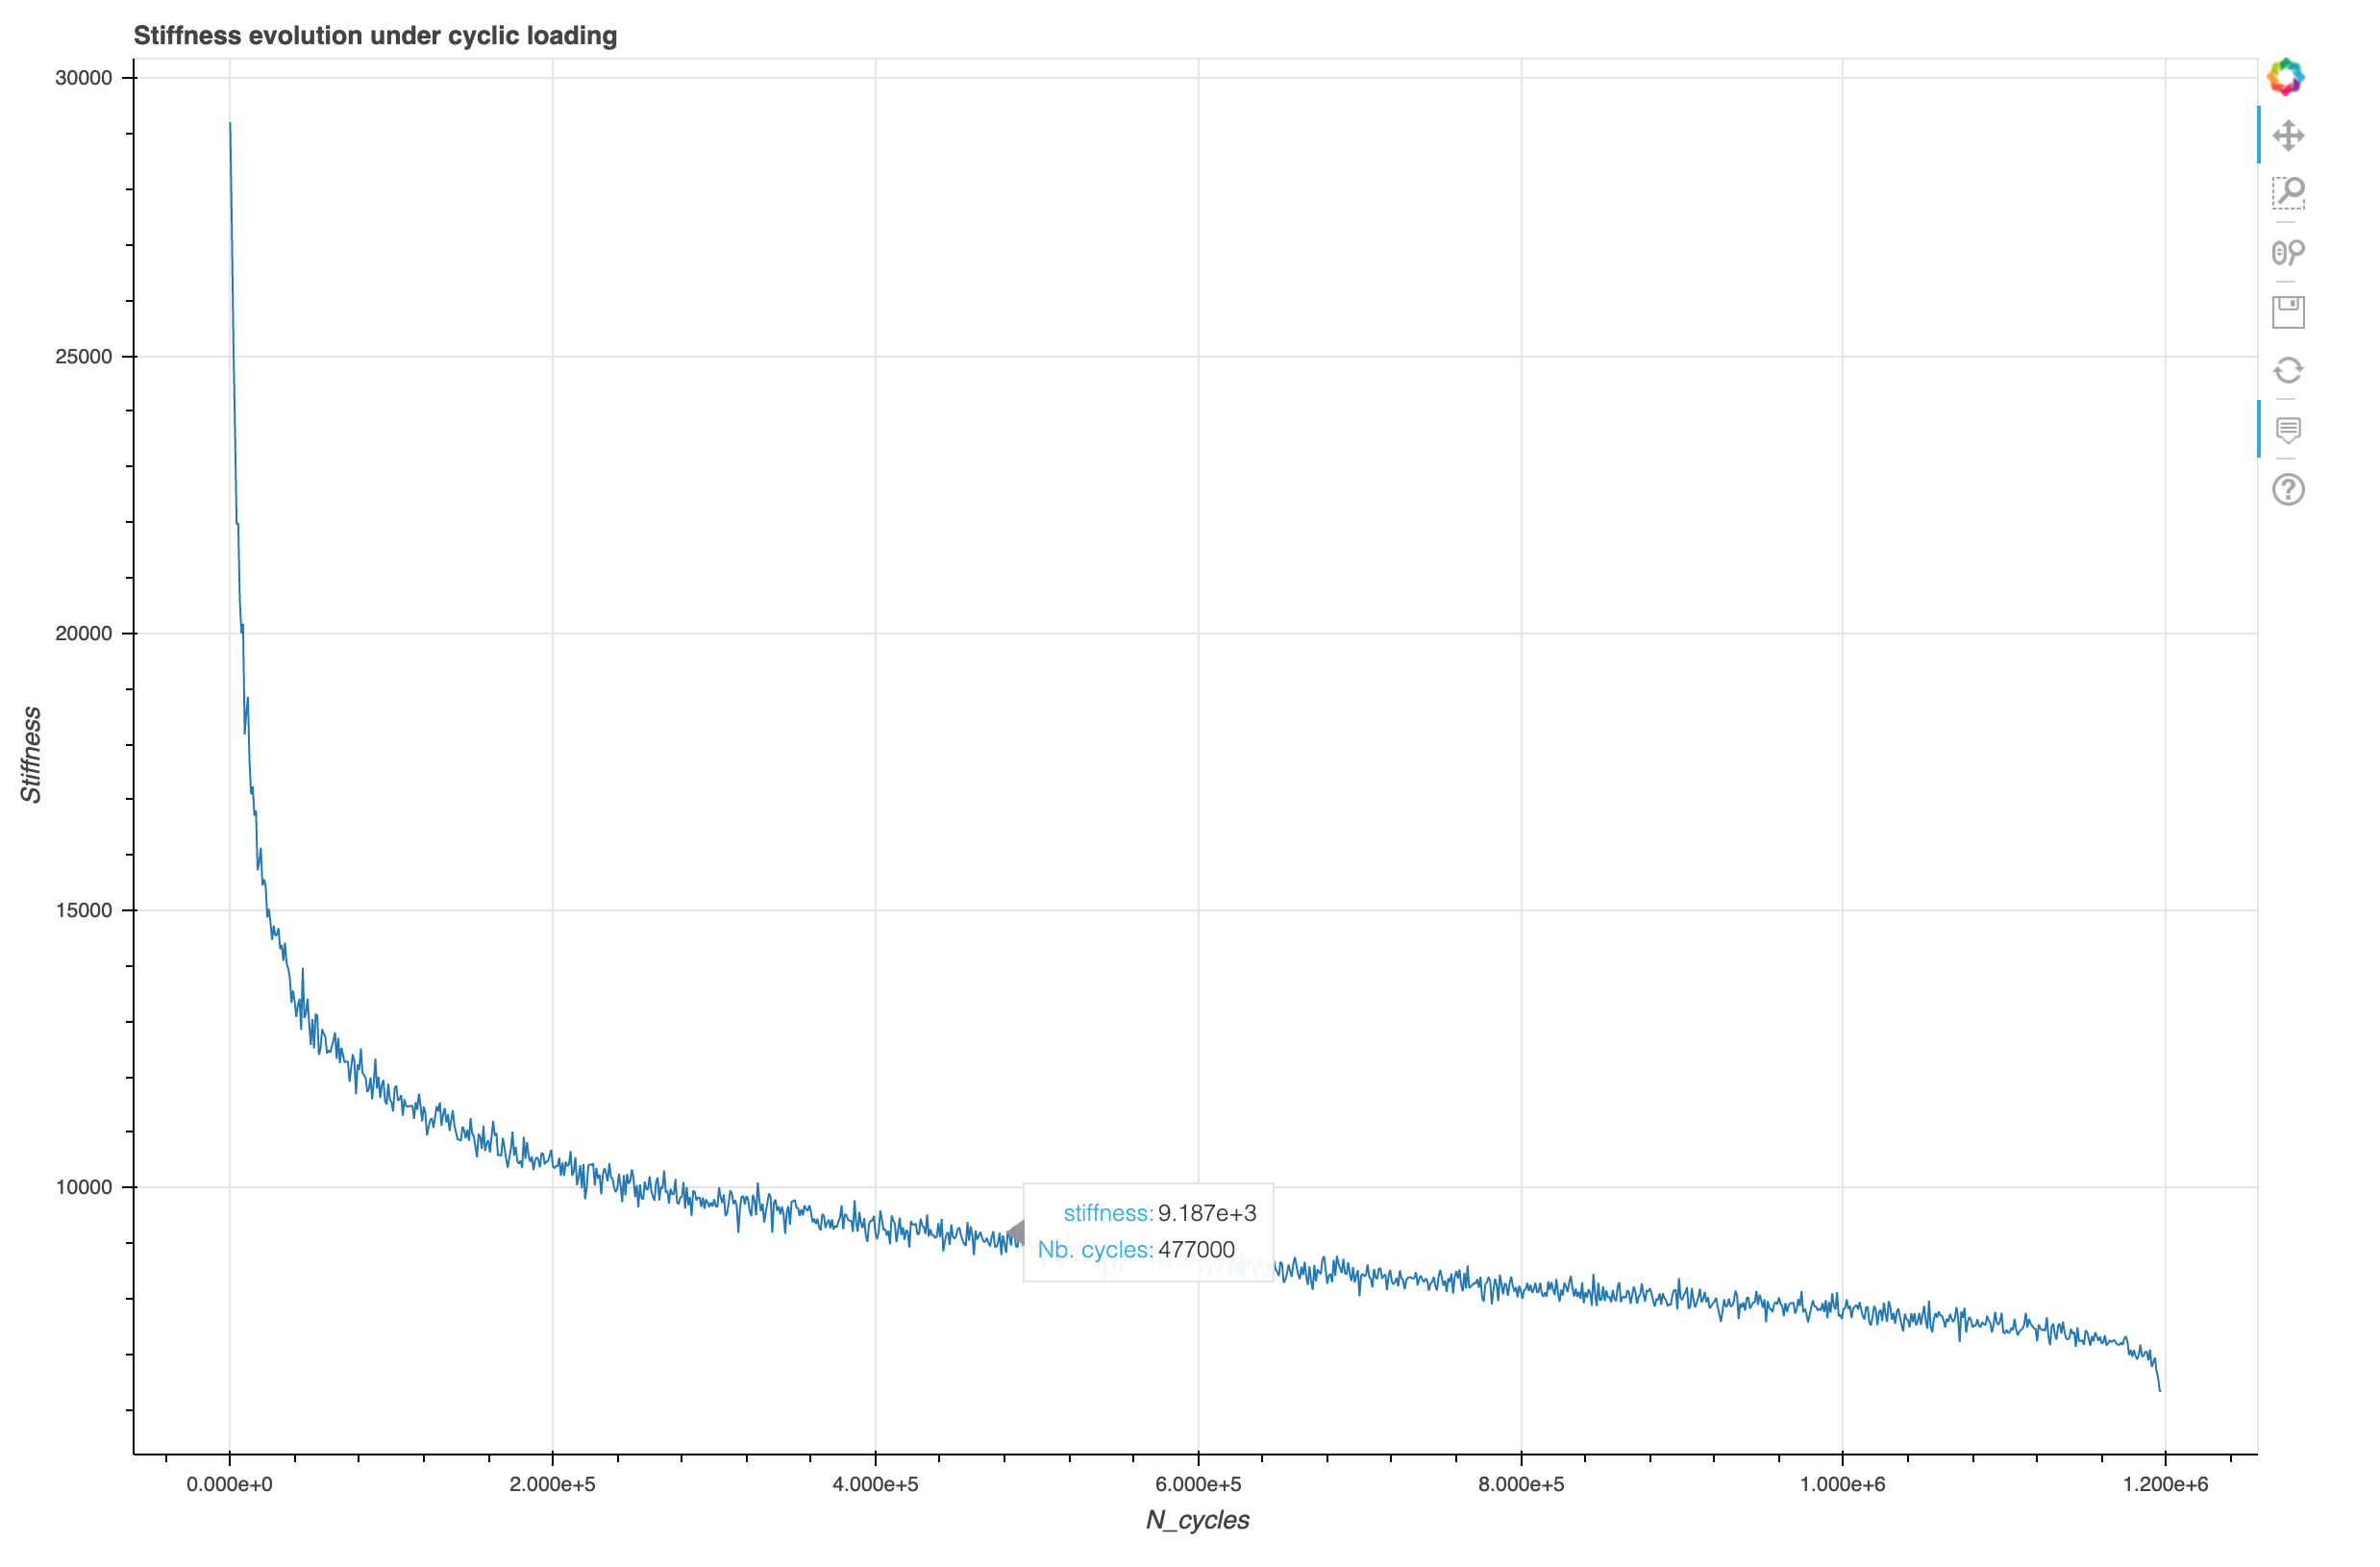 Stiffness evolution under cyclic loading
30000
25000
20000
15000
10000
Stiffness
stiffness: 9.187e+3
Nb. cycles: 477000
0.000e+0 2.000e+5 4.000e+5 6.000e+5 8.000e+5 1.000e+6 1.200e+6
N_cycles